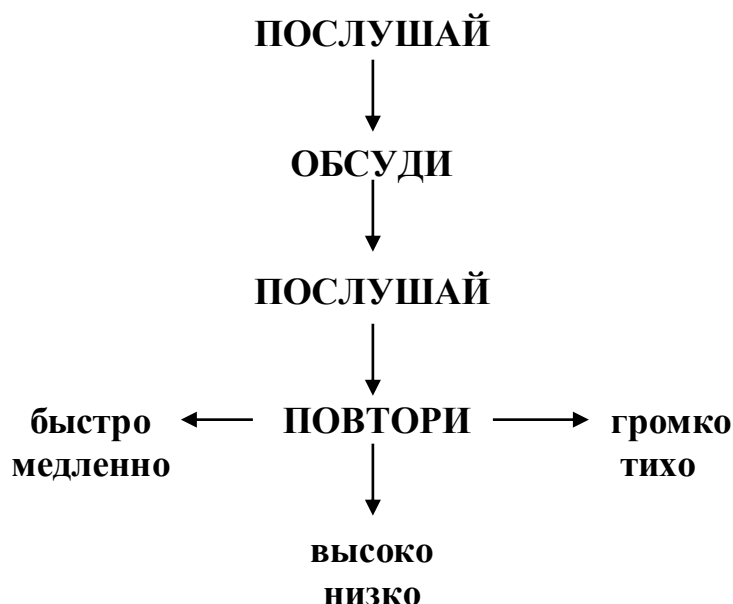 ПОСЛУШАЙ
ОБСУДИ
ПОСЛУШАЙ
быстро ПОВТОРИ громко
медленно тихо
высоко
низко